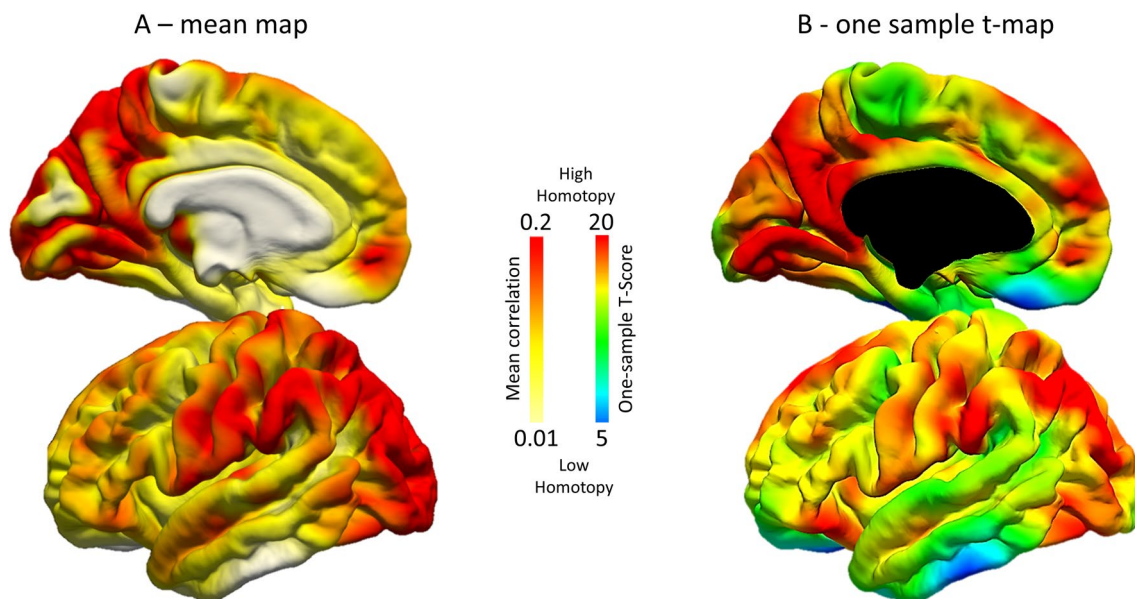 A – mean map
B - one sample t-map
High
Homotopy
0.2
20
Mean correlation
One-sample T-Score
0.01
5
Low
Homotopy